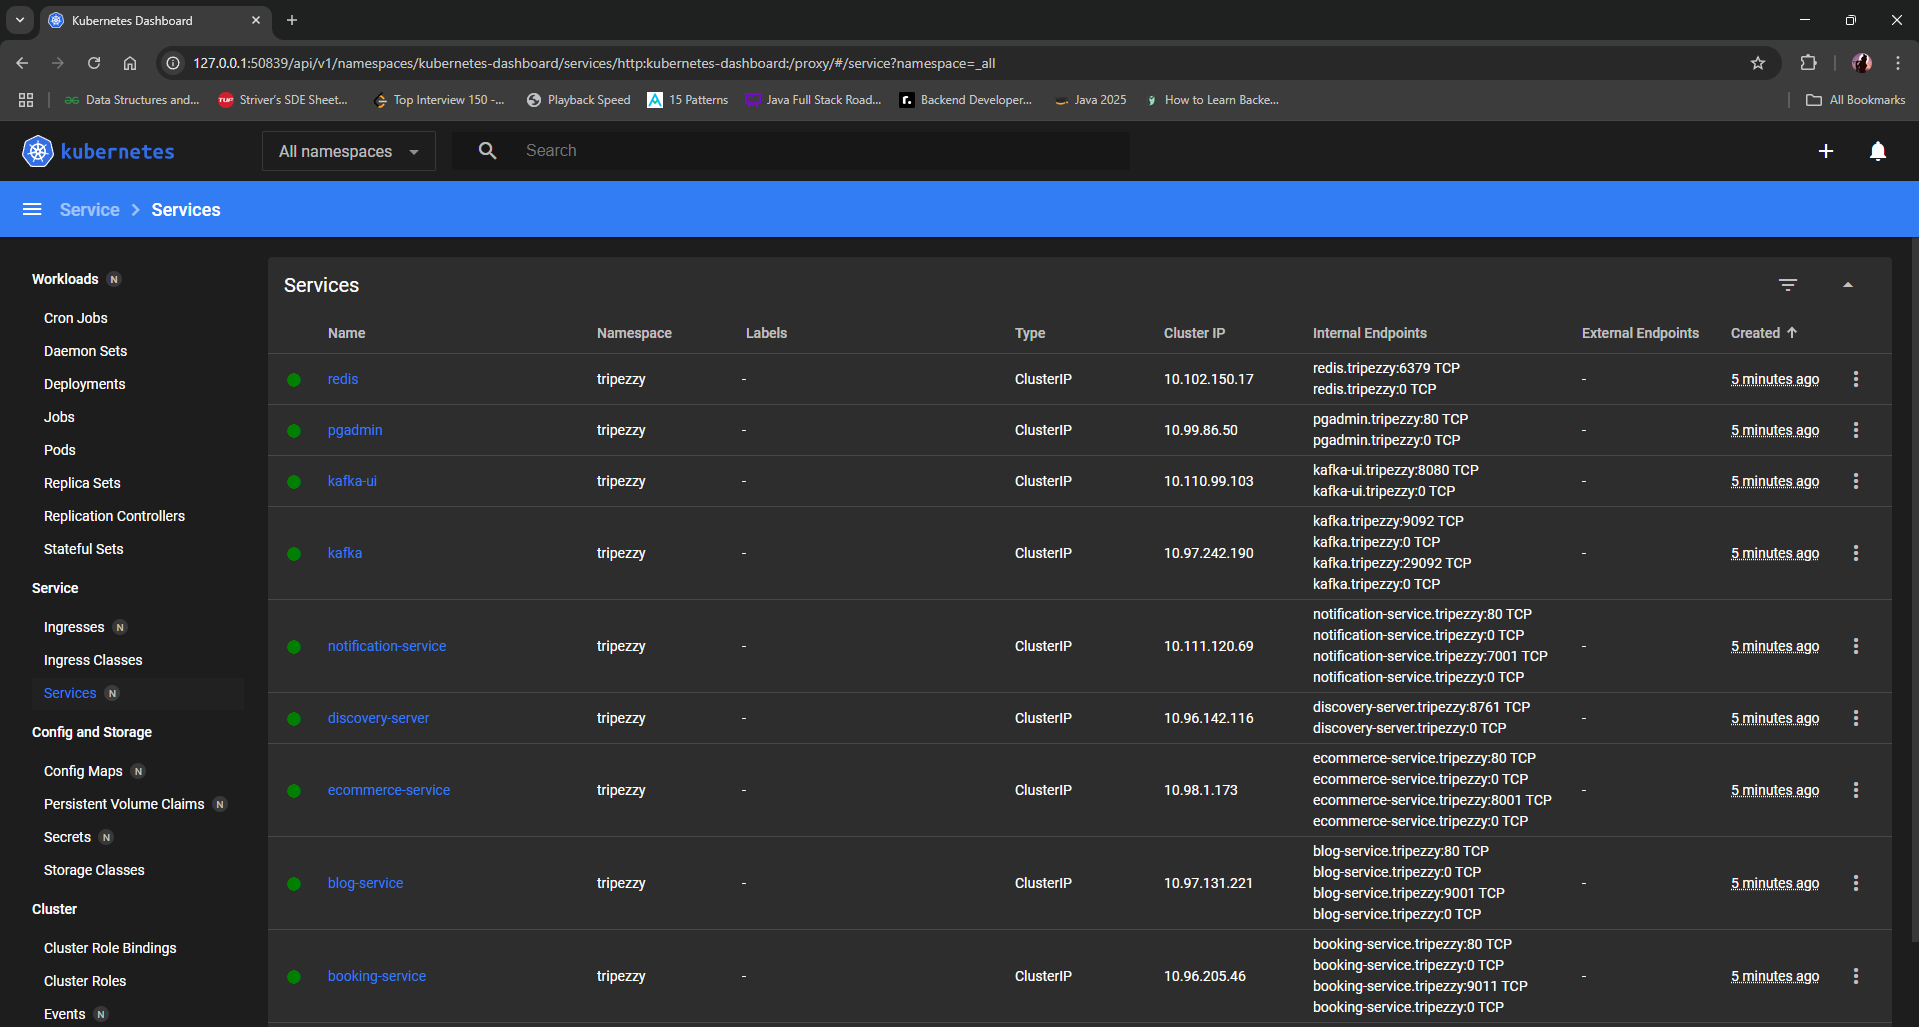 Kubernetes Dashboard
127.0.0.1:50839/api/v1/namespaces/kubernetes-dashboard/services/http:kubernetes-dashboard:/proxy/#/service?namespace=_all
Data Structures and...
Striver's SDE Sheet...
Top Interview 150 -...
Playback Speed
15 Patterns
Java Full Stack Road...
Backend Developer...
Java 2025
How to Learn Backe...
All Bookmarks
kubernetes
All namespaces
Search
Service > Services
Workloads N
Cron Jobs
Daemon Sets
Deployments
Jobs
Pods
Replica Sets
Replication Controllers
Stateful Sets
Service
Ingresses N
Ingress Classes
Services N
Config and Storage
Config Maps N
Persistent Volume Claims N
Secrets N
Storage Classes
Cluster
Cluster Role Bindings
Cluster Roles
Events N
Services
Name Namespace Labels Type Cluster IP Internal Endpoints External Endpoints Created
redis tripezzy - ClusterIP 10.102.150.17 redis.tripezzy:6379 TCP - 5 minutes ago
redis.tripezzy:0 TCP
pgadmin tripezzy - ClusterIP 10.99.86.50 pgadmin.tripezzy:80 TCP - 5 minutes ago
pgadmin.tripezzy:0 TCP
kafka-ui tripezzy - ClusterIP 10.110.99.103 kafka-ui.tripezzy:8080 TCP - 5 minutes ago
kafka-ui.tripezzy:0 TCP
kafka tripezzy - ClusterIP 10.97.242.190 kafka.tripezzy:9092 TCP - 5 minutes ago
kafka.tripezzy:0 TCP
kafka.tripezzy:29092 TCP
kafka.tripezzy:0 TCP
notification-service tripezzy - ClusterIP 10.111.120.69 notification-service.tripezzy:80 TCP - 5 minutes ago
notification-service.tripezzy:0 TCP
notification-service.tripezzy:7001 TCP
notification-service.tripezzy:0 TCP
discovery-server tripezzy - ClusterIP 10.96.142.116 discovery-server.tripezzy:8761 TCP - 5 minutes ago
discovery-server.tripezzy:0 TCP
ecommerce-service tripezzy - ClusterIP 10.98.1.173 ecommerce-service.tripezzy:80 TCP - 5 minutes ago
ecommerce-service.tripezzy:0 TCP
ecommerce-service.tripezzy:8001 TCP
ecommerce-service.tripezzy:0 TCP
blog-service tripezzy - ClusterIP 10.97.131.221 blog-service.tripezzy:80 TCP - 5 minutes ago
blog-service.tripezzy:0 TCP
blog-service.tripezzy:9001 TCP
blog-service.tripezzy:0 TCP
booking-service tripezzy - ClusterIP 10.96.205.46 booking-service.tripezzy:80 TCP - 5 minutes ago
booking-service.tripezzy:0 TCP
booking-service.tripezzy:9011 TCP
booking-service.tripezzy:0 TCP